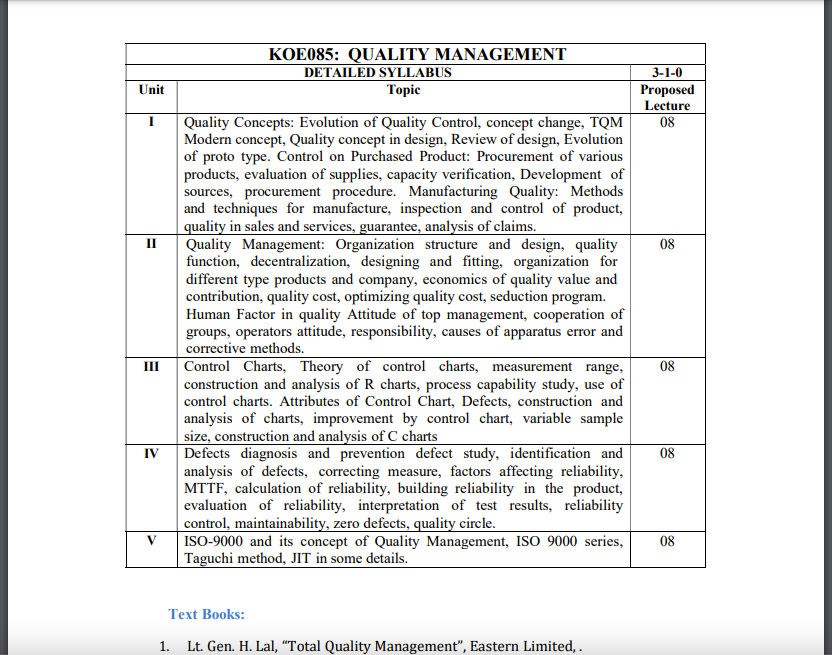 KOE085: QUALITY MANAGEMENT
DETAILED SYLLABUS 3-1-0
Unit Topic Proposed
Lecture
I Quality Concepts: Evolution of Quality Control, concept change, TQM 08
Modern concept, Quality concept in design, Review of design, Evolution
of proto type. Control on Purchased Product: Procurement of various
products, evaluation of supplies, capacity verification, Development of
sources, procurement procedure. Manufacturing Quality: Methods
and techniques for manufacture, inspection and control of product,
quality in sales and services, guarantee, analysis of claims.
II Quality Management: Organization structure and design, quality 08
function, decentralization, designing and fitting, organization for
different type products and company, economics of quality value and
contribution, quality cost, optimizing quality cost, seduction program.
Human Factor in quality Attitude of top management, cooperation of
groups, operators attitude, responsibility, causes of apparatus error and
corrective methods.
III Control Charts, Theory of control charts, measurement range, 08
construction and analysis of R charts, process capability study, use of
control charts. Attributes of Control Chart, Defects, construction and
analysis of charts, improvement by control chart, variable sample
size, construction and analysis of C charts
IV Defects diagnosis and prevention defect study, identification and 08
analysis of defects, correcting measure, factors affecting reliability,
MTTF, calculation of reliability, building reliability in the product,
evaluation of reliability, interpretation of test results, reliability
control, maintainability, zero defects, quality circle.
V ISO-9000 and its concept of Quality Management, ISO 9000 series, 08
Taguchi method, JIT in some details.
Text Books:
1. Lt. Gen. H. Lal, “Total Quality Management”, Eastern Limited, .